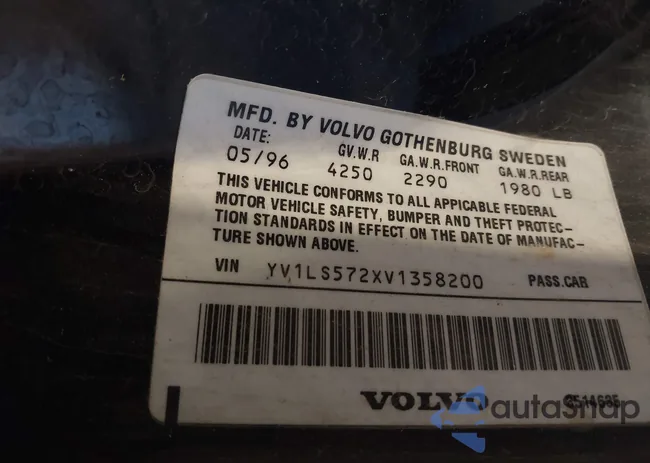 MFD. BY VOLVO GOTHENBURG SWEDEN
DATE: GV.W.R GA.W.R.FRONT GA.W.R.REAR
05/96 4250 2290 1980 LB
THIS VEHICLE CONFORMS TO ALL APPICABLE FEDERAL
MOTOR VEHICLE SAFETY, BUMPER AND THEFT PROTEC-
TION STANDARDS IN EFFECT ON THE DATE OF MANUFAC-
TURE SHOWN ABOVE.
VIN YV1LS572XV1358200 PASS.CAR
VOLVO
autasnap